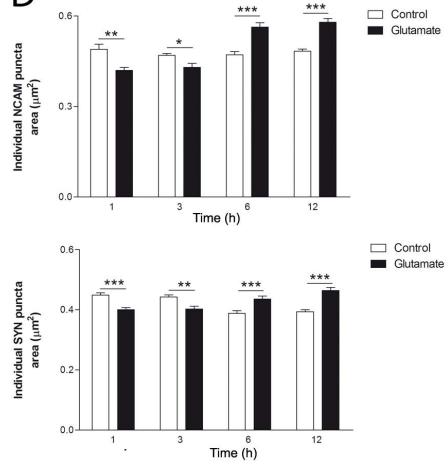 D
0.6
0.3
0.0
Individual NCAM puncta
area (μm2)
** * *** ***
Control
Glutamate
1 3 6 12
Time (h)
0.6
0.4
0.2
0.0
Individual SYN puncta
area (μm2)
*** ** *** ***
Control
Glutamate
1 3 6 12
Time (h)